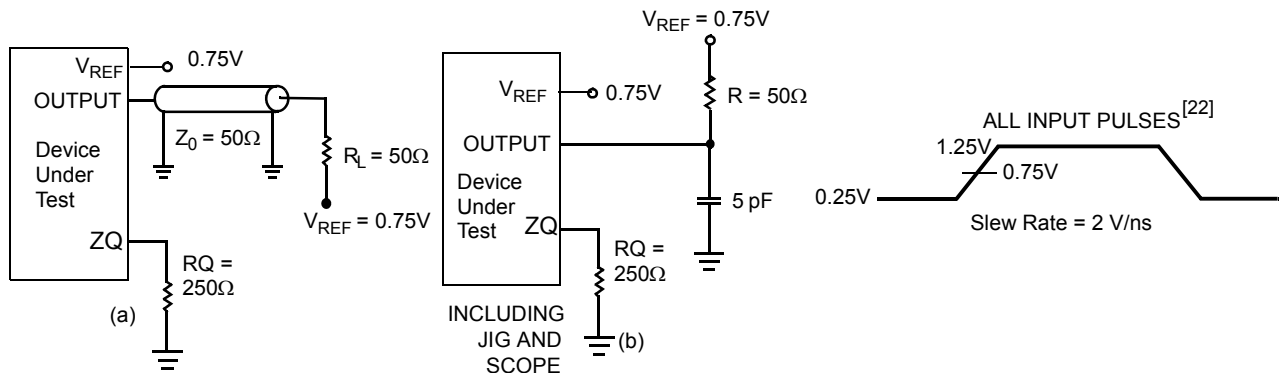 V_REF
0.75V
OUTPUT
Z_0 = 50Ω
Device
Under
Test
R_L = 50Ω
V_REF = 0.75V
ZQ
RQ =
250Ω
(a)
V_REF = 0.75V
R = 50Ω
V_REF
0.75V
OUTPUT
Device
Under
Test
5 pF
ZQ
RQ =
250Ω
INCLUDING
JIG AND
SCOPE
(b)
ALL INPUT PULSES[22]
1.25V
0.75V
0.25V
Slew Rate = 2 V/ns